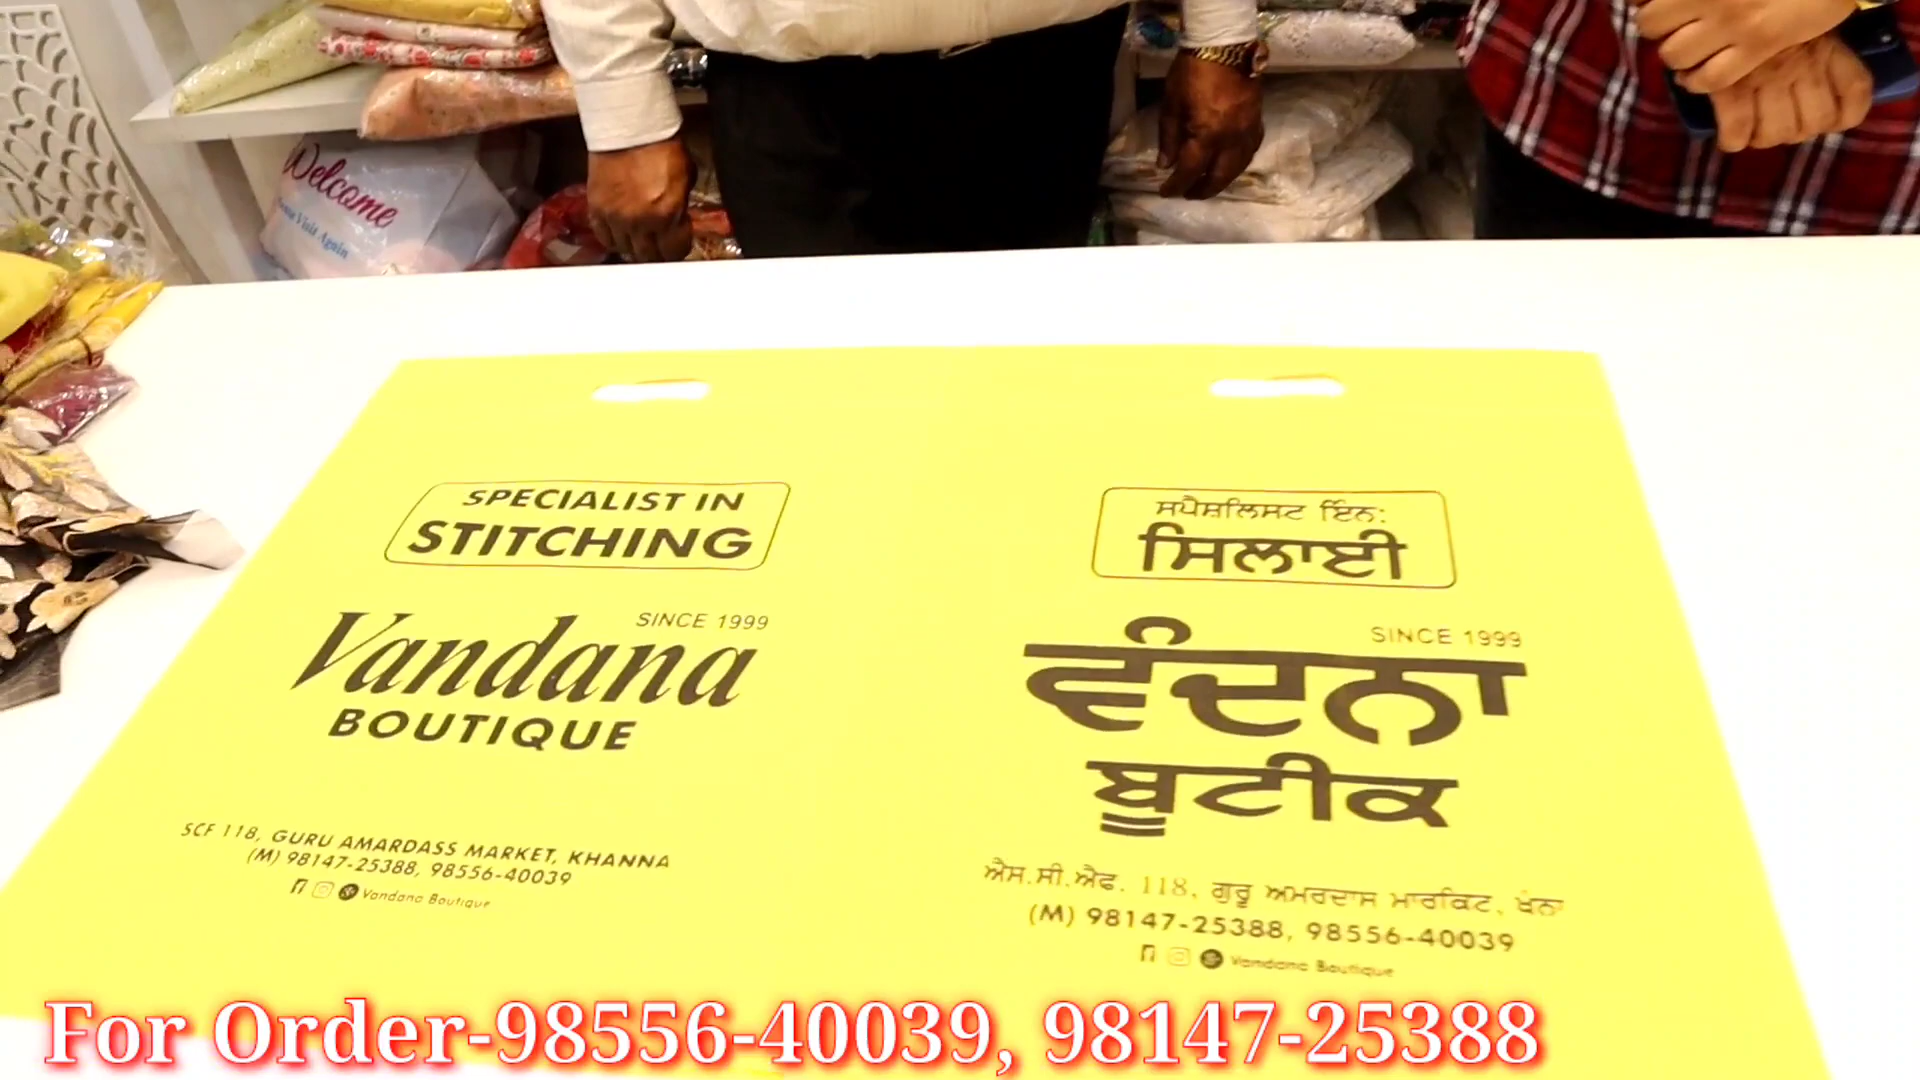 Welcome
Visit Again
SPECIALIST IN
STITCHING
SINCE 1999
Vandana
BOUTIQUE
SCF 118, GURU AMARDASS MARKET, KHANNA
(M) 98147-25388, 98556-40039
Vandana Boutique
ਸਪੈਸ਼ਲਿਸਟ ਇੰਨ:
ਸਿਲਾਈ
SINCE 1999
ਵੰਦਨਾ
ਬੂਟੀਕ
ਐਸ.ਸੀ.ਐਫ. 118, ਗੁਰੂ ਅਮਰਦਾਸ ਮਾਰਕਿਟ, ਖੰਨਾ
(M) 98147-25388, 98556-40039
Vandana Boutique
For Order-98556-40039, 98147-25388